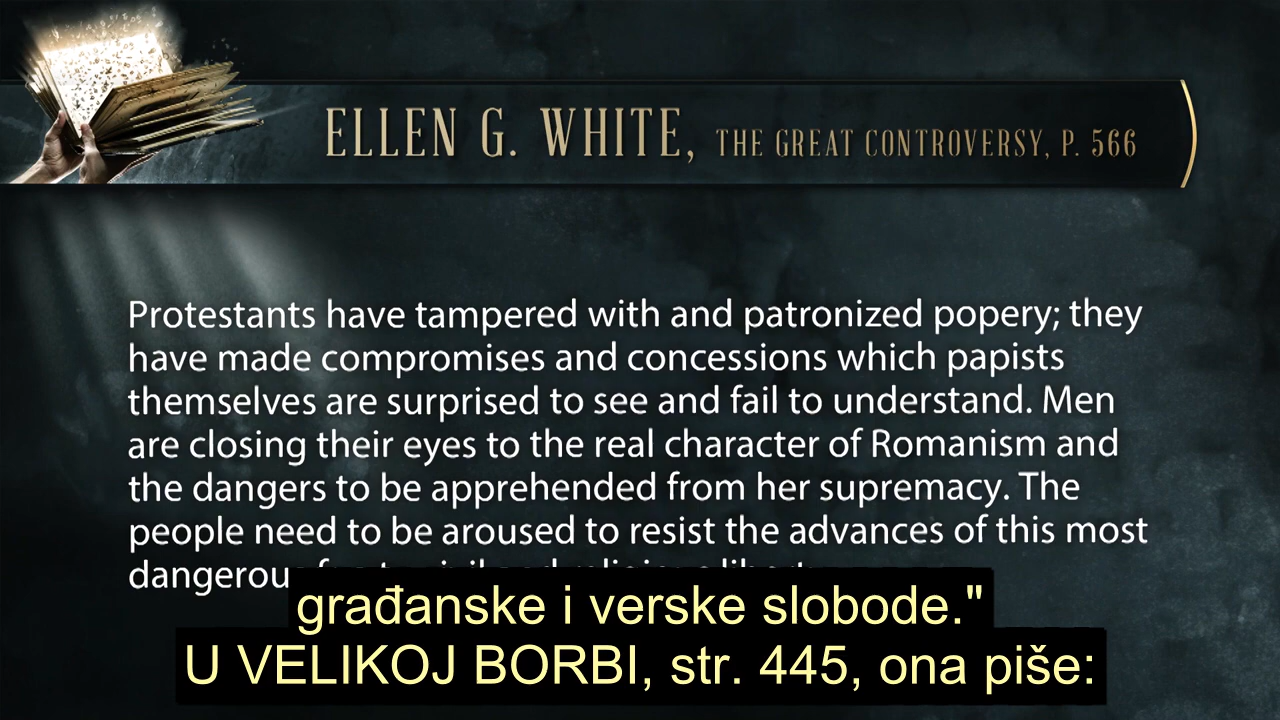 ELLEN G. WHITE, THE GREAT CONTROVERSY, P. 566
Protestants have tampered with and patronized popery; they
have made compromises and concessions which papists
themselves are surprised to see and fail to understand. Men
are closing their eyes to the real character of Romanism and
the dangers to be apprehended from her supremacy. The
people need to be aroused to resist the advances of this most
građanske i verske slobode."
U VELIKOJ BORBI, str. 445, ona piše: